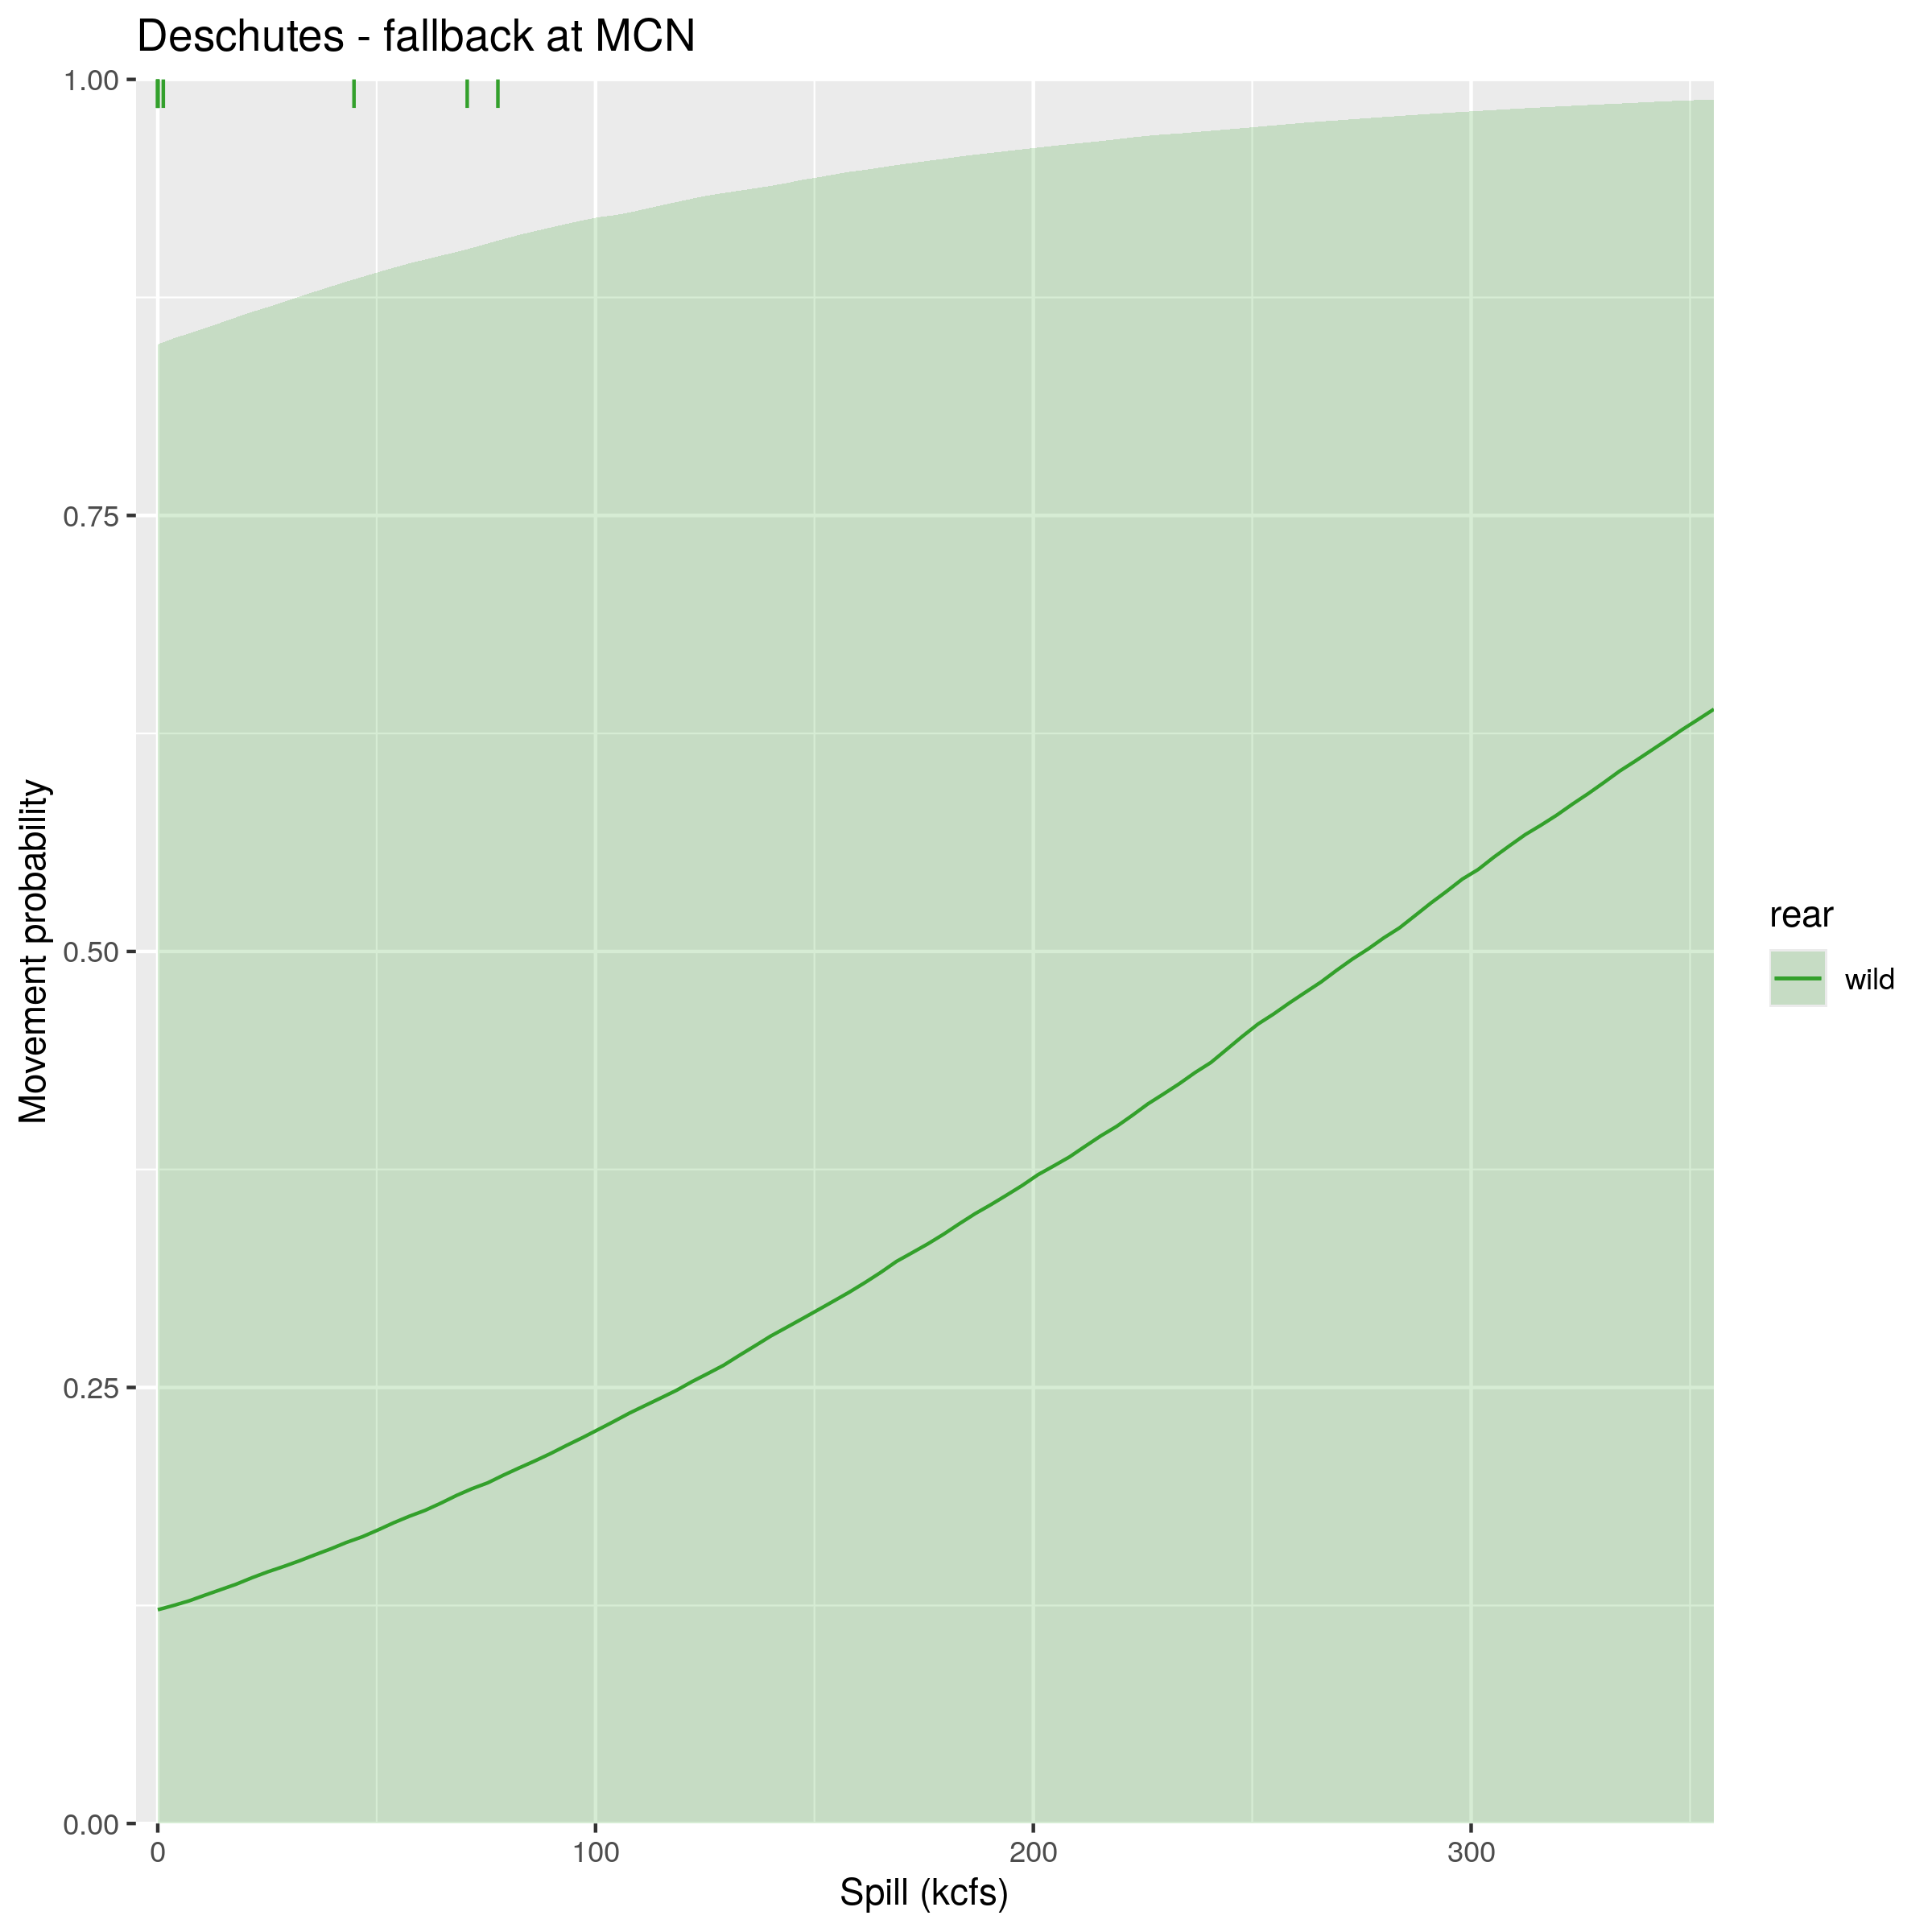 Deschutes - fallback at MCN
1.00
0.75
0.50
0.25
0.00
Movement probability
0
100
200
300
Spill (kcfs)
rear
wild